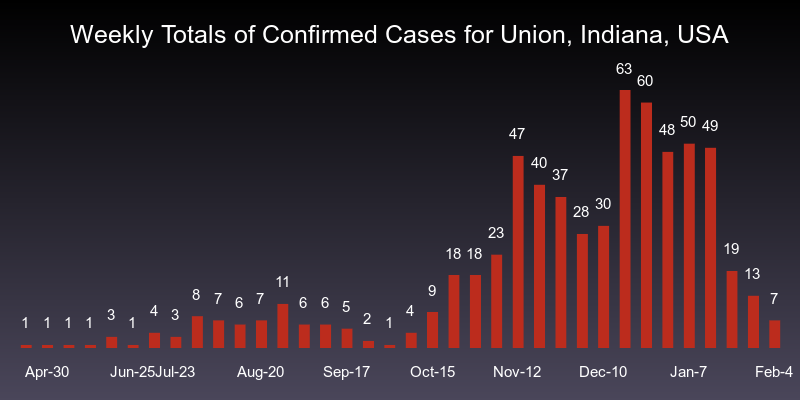 Weekly Totals of Confirmed Cases for Union, Indiana, USA
1 1 1 1 3 1 4 3 8 7 6 7 11 6 6 5 2 1 4 9 18 18 23 47 40 37 28 30 63 60 48 50 49 19 13 7
Apr-30 Jun-25 Jul-23 Aug-20 Sep-17 Oct-15 Nov-12 Dec-10 Jan-7 Feb-4